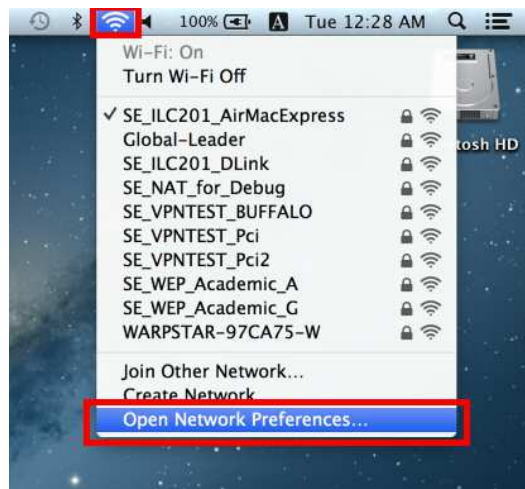 100% A Tue 12:28 AM
Wi-Fi: On
Turn Wi-Fi Off
✓ SE_ILC201_AirMacExpress
Global-Leader
tosh HD
SE_ILC201_DLink
SE_NAT_for_Debug
SE_VPNTEST_BUFFALO
SE_VPNTEST_Pci
SE_VPNTEST_Pci2
SE_WEP_Academic_A
SE_WEP_Academic_G
WARPSTAR-97CA75-W
Join Other Network...
Create Network...
Open Network Preferences...